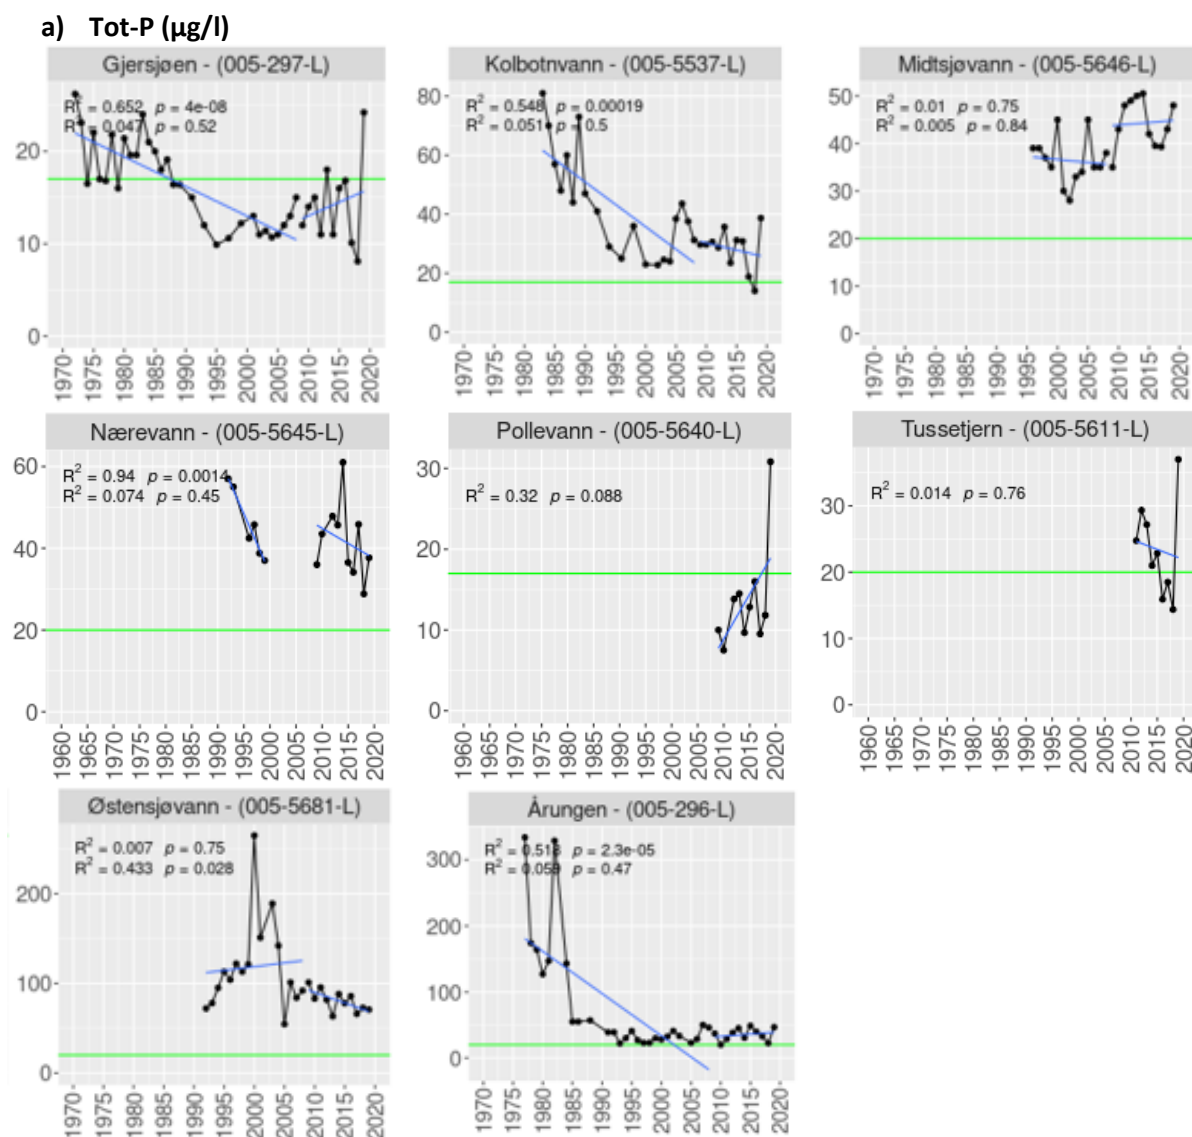 a) Tot-P (µg/l)
Gjersjøen - (005-297-L)
R² = 0.652 p = 4e-08
R² = 0.047 p = 0.52
20
10
0
1970 1975 1980 1985 1990 1995 2000 2005 2010 2015 2020
Kolbotnvann - (005-5537-L)
R² = 0.548 p = 0.00019
R² = 0.051 p = 0.5
80
60
40
20
0
1970 1975 1980 1985 1990 1995 2000 2005 2010 2015 2020
Midtsjøvann - (005-5646-L)
R² = 0.01 p = 0.75
R² = 0.005 p = 0.84
50
40
30
20
10
0
1970 1975 1980 1985 1990 1995 2000 2005 2010 2015 2020
Nærevann - (005-5645-L)
R² = 0.94 p = 0.0014
R² = 0.074 p = 0.45
60
40
20
0
1960 1965 1970 1975 1980 1985 1990 1995 2000 2005 2010 2015 2020
Pollevann - (005-5640-L)
R² = 0.32 p = 0.088
30
20
10
0
1960 1965 1970 1975 1980 1985 1990 1995 2000 2005 2010 2015 2020
Tussetjern - (005-5611-L)
R² = 0.014 p = 0.76
30
20
10
0
1960 1965 1970 1975 1980 1985 1990 1995 2000 2005 2010 2015 2020
Østensjøvann - (005-5681-L)
R² = 0.007 p = 0.75
R² = 0.433 p = 0.028
200
100
0
1970 1975 1980 1985 1990 1995 2000 2005 2010 2015 2020
Årungen - (005-296-L)
R² = 0.518 p = 2.3e-05
R² = 0.059 p = 0.47
300
200
100
0
1970 1975 1980 1985 1990 1995 2000 2005 2010 2015 2020